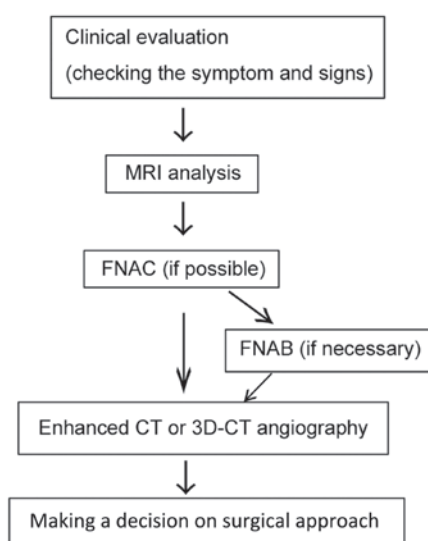 Clinical evaluation
(checking the symptom and signs)
MRI analysis
FNAC (if possible)
FNAB (if necessary)
Enhanced CT or 3D-CT angiography
Making a decision on surgical approach